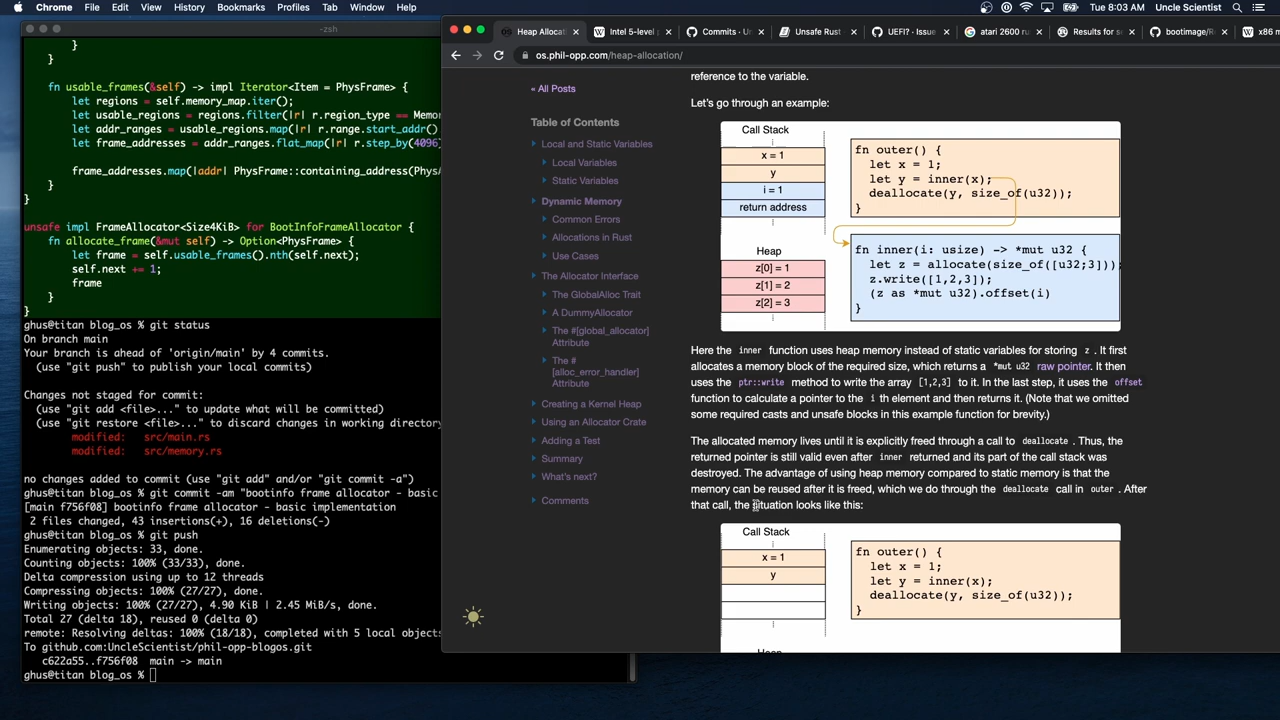 Chrome File Edit View History Bookmarks Profiles Tab Window Help
Tue 8:03 AM Uncle Scientist
-zsh
}
}
fn usable_frames(&self) -> impl Iterator<Item = PhysFrame> {
let regions = self.memory_map.iter();
let usable_regions = regions.filter(|r| r.region_type == Memor
let addr_ranges = usable_regions.map(|r| r.range.start_addr()
let frame_addresses = addr_ranges.flat_map(|r| r.step_by(4096)
frame_addresses.map(|addr| PhysFrame::containing_address(PhysA
}
}
unsafe impl FrameAllocator<Size4KiB> for BootInfoFrameAllocator {
fn allocate_frame(&mut self) -> Option<PhysFrame> {
let frame = self.usable_frames().nth(self.next);
self.next += 1;
frame
}
}
ghus@titan blog_os % git status
On branch main
Your branch is ahead of 'origin/main' by 4 commits.
(use "git push" to publish your local commits)
Changes not staged for commit:
(use "git add <file>..." to update what will be committed)
(use "git restore <file>..." to discard changes in working directory
modified: src/main.rs
modified: src/memory.rs
no changes added to commit (use "git add" and/or "git commit -a")
ghus@titan blog_os % git commit -am "bootinfo frame allocator - basic
[main f756f08] bootinfo frame allocator - basic implementation
2 files changed, 43 insertions(+), 16 deletions(-)
ghus@titan blog_os % git push
Enumerating objects: 33, done.
Counting objects: 100% (33/33), done.
Delta compression using up to 12 threads
Compressing objects: 100% (27/27), done.
Writing objects: 100% (27/27), 4.90 KiB | 2.45 MiB/s, done.
Total 27 (delta 18), reused 0 (delta 0)
remote: Resolving deltas: 100% (18/18), completed with 5 local objects
To github.com:UncleScientist/phil-opp-blogos.git
c622a55..f756f08 main -> main
ghus@titan blog_os %
Heap Allocat Intel 5-level p Commits · Un Unsafe Rust UEFI? · Issue atari 2600 r Results for s bootimage/R x86 m
os.phil-opp.com/heap-allocation/
« All Posts
Table of Contents
Local and Static Variables
Local Variables
Static Variables
Dynamic Memory
Common Errors
Allocations in Rust
Use Cases
The Allocator Interface
The GlobalAlloc Trait
A DummyAllocator
The #[global_allocator]
Attribute
The #
[alloc_error_handler]
Attribute
Creating a Kernel Heap
Using an Allocator Crate
Adding a Test
Summary
What's next?
Comments
reference to the variable.
Let's go through an example:
Call Stack
x = 1
y
i = 1
return address
Heap
z[0] = 1
z[1] = 2
z[2] = 3
fn outer() {
let x = 1;
let y = inner(x);
deallocate(y, size_of(u32));
}
fn inner(i: usize) -> *mut u32 {
let z = allocate(size_of([u32;3]));
z.write([1,2,3]);
(z as *mut u32).offset(i)
}
Here the inner function uses heap memory instead of static variables for storing z . It first
allocates a memory block of the required size, which returns a *mut u32 raw pointer. It then
uses the ptr::write method to write the array [1,2,3] to it. In the last step, it uses the offset
function to calculate a pointer to the i th element and then returns it. (Note that we omitted
some required casts and unsafe blocks in this example function for brevity.)
The allocated memory lives until it is explicitly freed through a call to deallocate . Thus, the
returned pointer is still valid even after inner returned and its part of the call stack was
destroyed. The advantage of using heap memory compared to static memory is that the
memory can be reused after it is freed, which we do through the deallocate call in outer . After
that call, the situation looks like this:
Call Stack
x = 1
y
fn outer() {
let x = 1;
let y = inner(x);
deallocate(y, size_of(u32));
}